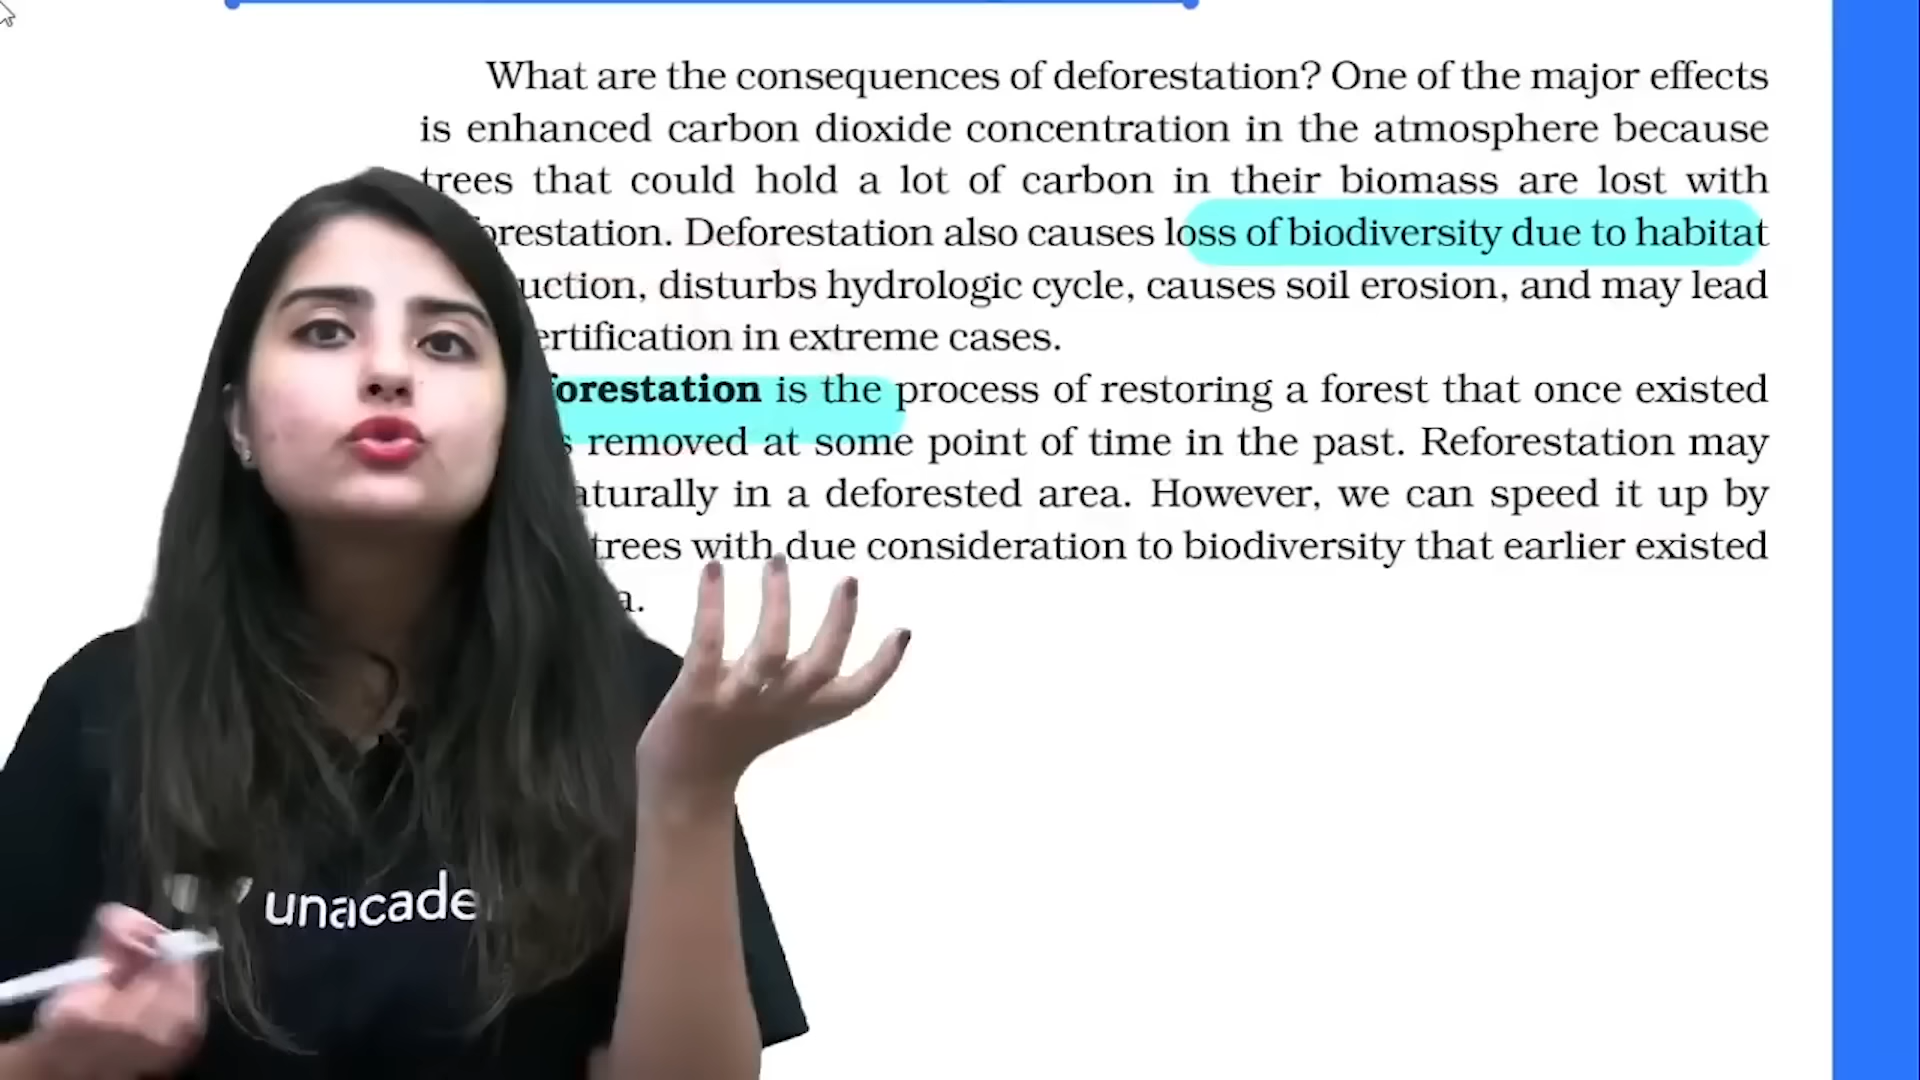 What are the consequences of deforestation? One of the major effects
is enhanced carbon dioxide concentration in the atmosphere because
trees that could hold a lot of carbon in their biomass are lost with
orestation. Deforestation also causes loss of biodiversity due to habitat
uction, disturbs hydrologic cycle, causes soil erosion, and may lead
ertification in extreme cases.
forestation is the process of restoring a forest that once existed
s removed at some point of time in the past. Reforestation may
aturally in a deforested area. However, we can speed it up by
trees with due consideration to biodiversity that earlier existed
a.
unacade